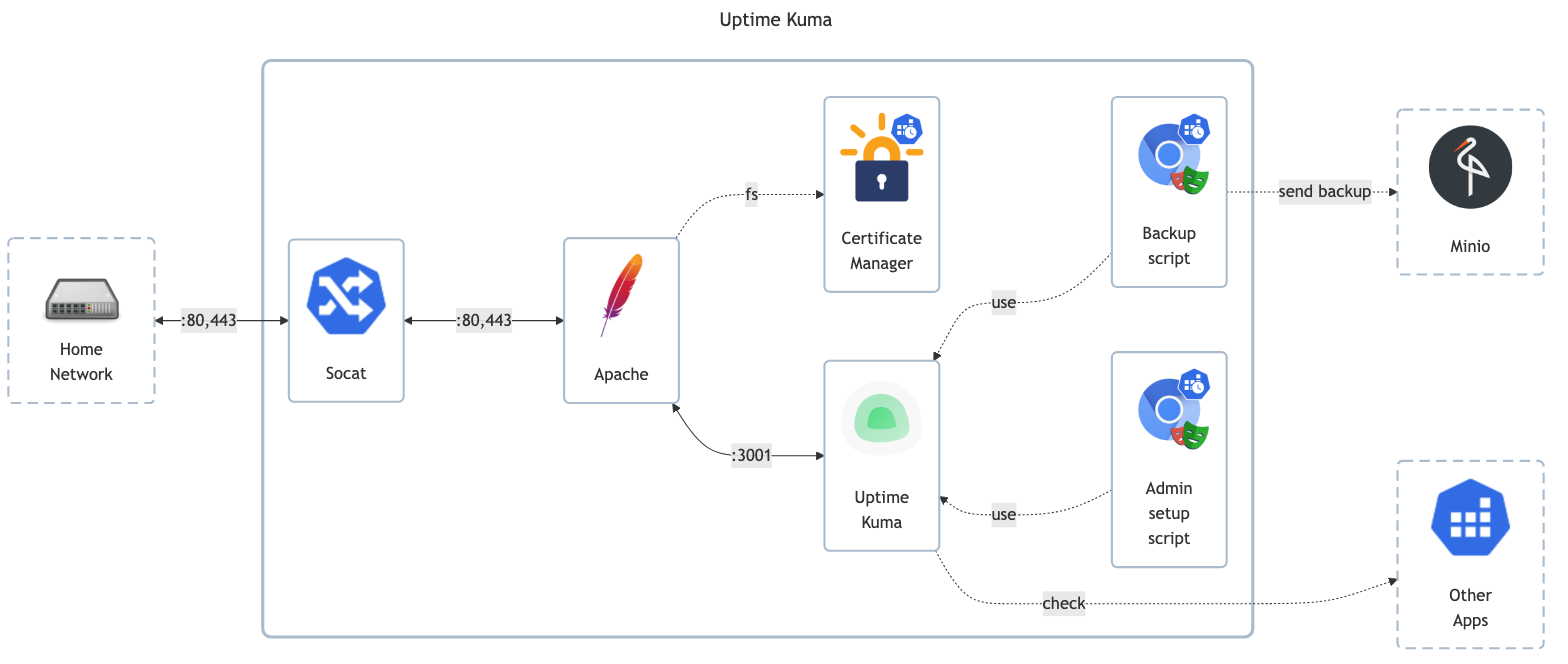 Uptime Kuma
Home
Network
:80,443
Socat
:80,443
Apache
fs
Certificate
Manager
:3001
Uptime
Kuma
use
use
Backup
script
Admin
setup
script
send backup
Minio
check
Other
Apps